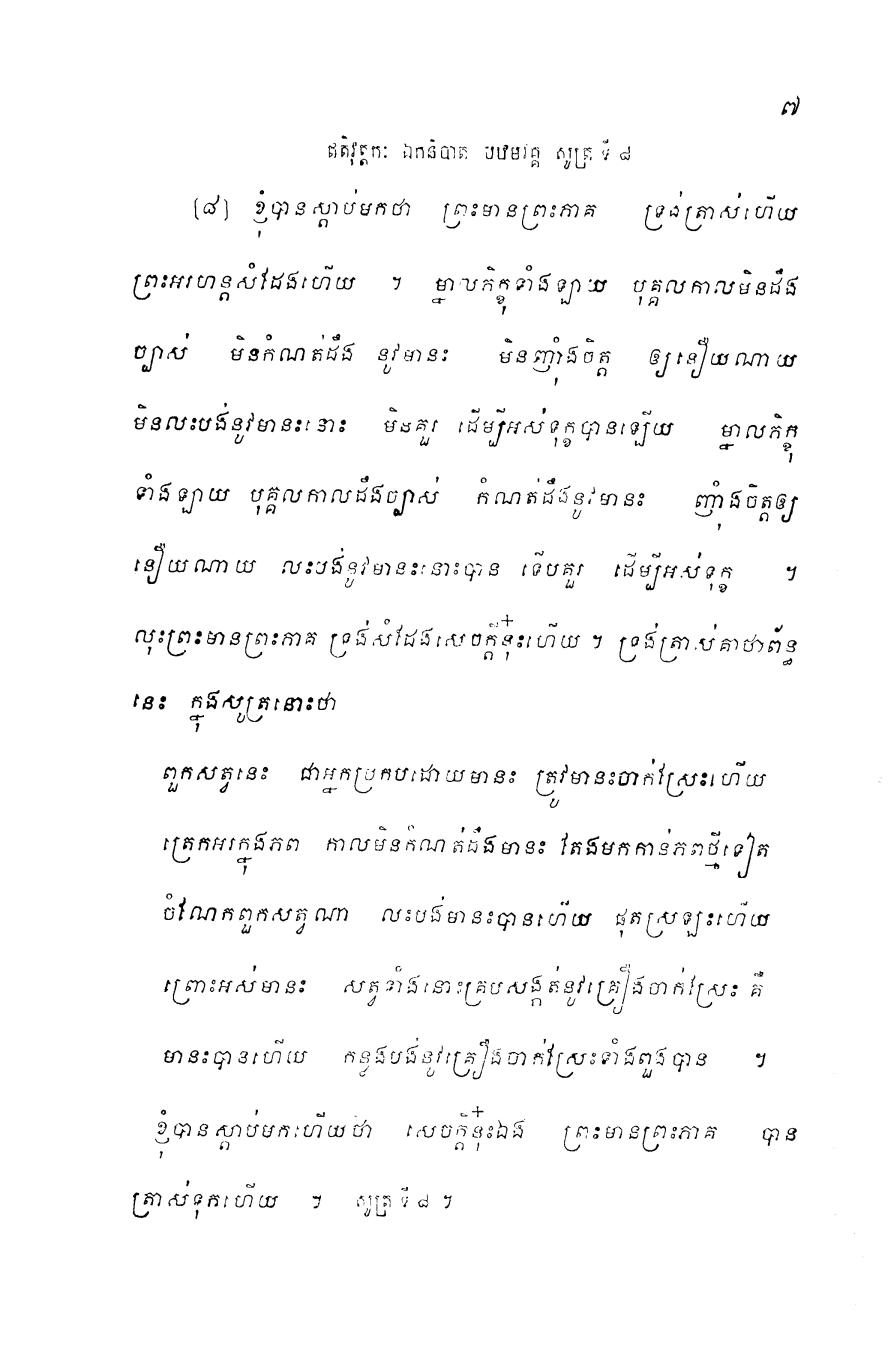 ៧
ឥតិវុត្តកៈ ឯកនិបាត បឋមវគ្គ សូត្រ ទី ៨
[៨] ខ្ញុំបានស្តាប់មកថា ព្រះមានព្រះភាគ ទ្រង់ត្រាស់ហើយ
ព្រះអរហន្តសំដែងហើយ ។ ម្នាលភិក្ខុទាំងឡាយ បុគ្គលកាលមិនដឹង
ច្បាស់ មិនកំណត់ដឹង នូវមានះ មិនញុំាងចិត្ត ឲ្យនឿយណាយ
មិនលះបង់នូវមានះនោះ មិនគួរ ដើម្បីអស់ទុក្ខបានឡើយ ម្នាលភិក្ខុ
ទាំងឡាយ បុគ្គលកាលដឹងច្បាស់ កំណត់ដឹងនូវមានះ ញុំាងចិត្តឲ្យ
នឿយណាយ លះបង់នូវមានះនោះបាន ទើបគួរ ដើម្បីអស់ទុក្ខ ។
លុះព្រះមានព្រះភាគ ទ្រង់សំដែងសេចក្តីនុ៎ះហើយ ។ ទ្រង់ត្រាស់គាថាព័ន្ធ
នេះ ក្នុងសូត្រនោះថា
ពួកសត្វនេះ ជាអ្នកប្រកបដោយមានះ ត្រូវមានះចាក់ស្រែះហើយ
ត្រេកអរក្នុងភព កាលមិនកំណត់ដឹងមានះ តែងមកកាន់ភពថ្មីទៀត
ចំណែកពួកសត្វណា លះបង់មានះបានហើយ ផុតស្រឡះហើយ
ព្រោះអស់មានះ សត្វទាំងនោះគ្របសង្កត់នូវគ្រឿងចាក់ស្រែះ គឺ
មានះបានហើយ កន្លងបង់នូវគ្រឿងចាក់ស្រែះទាំងពួងបាន ។
ខ្ញុំបានស្តាប់មកហើយថា សេចក្តីនុ៎ះឯង ព្រះមានព្រះភាគ បាន
ត្រាស់ទុកហើយ ។ សូត្រ ទី ៨ ។